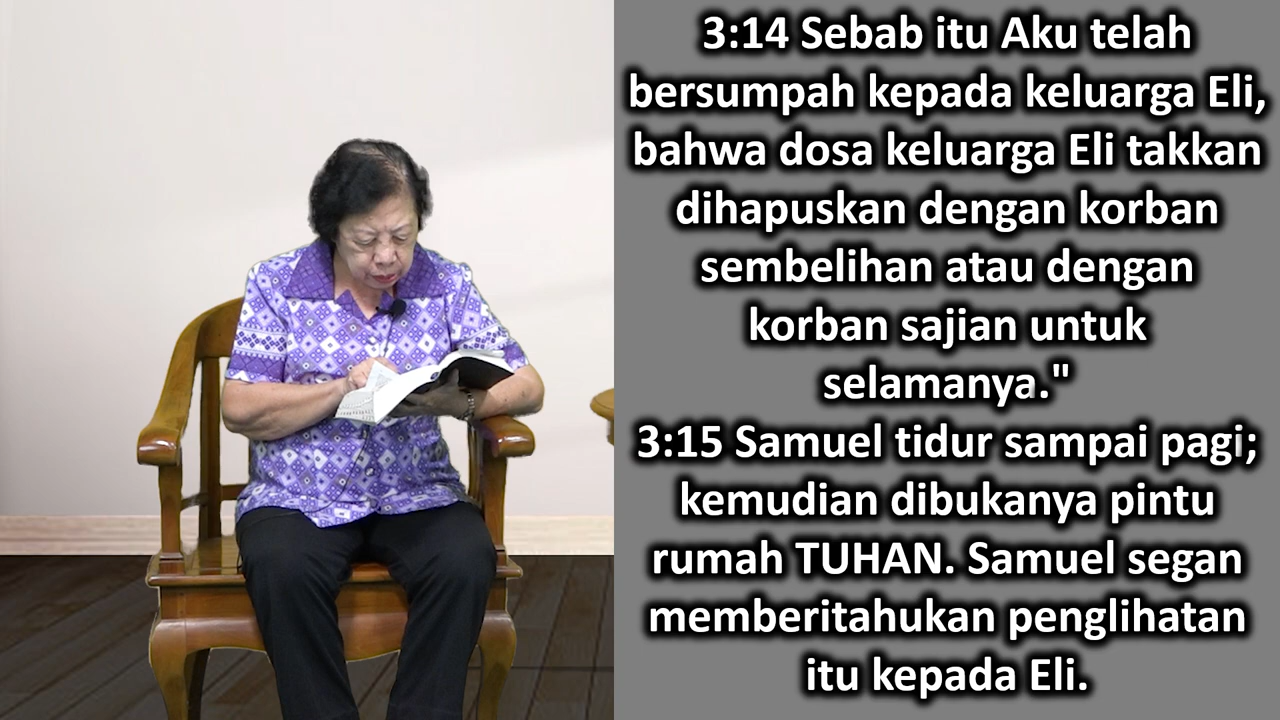 3:14 Sebab itu Aku telah
bersumpah kepada keluarga Eli,
bahwa dosa keluarga Eli takkan
dihapuskan dengan korban
sembelihan atau dengan
korban sajian untuk
selamanya."
3:15 Samuel tidur sampai pagi;
kemudian dibukanya pintu
rumah TUHAN. Samuel segan
memberitahukan penglihatan
itu kepada Eli.